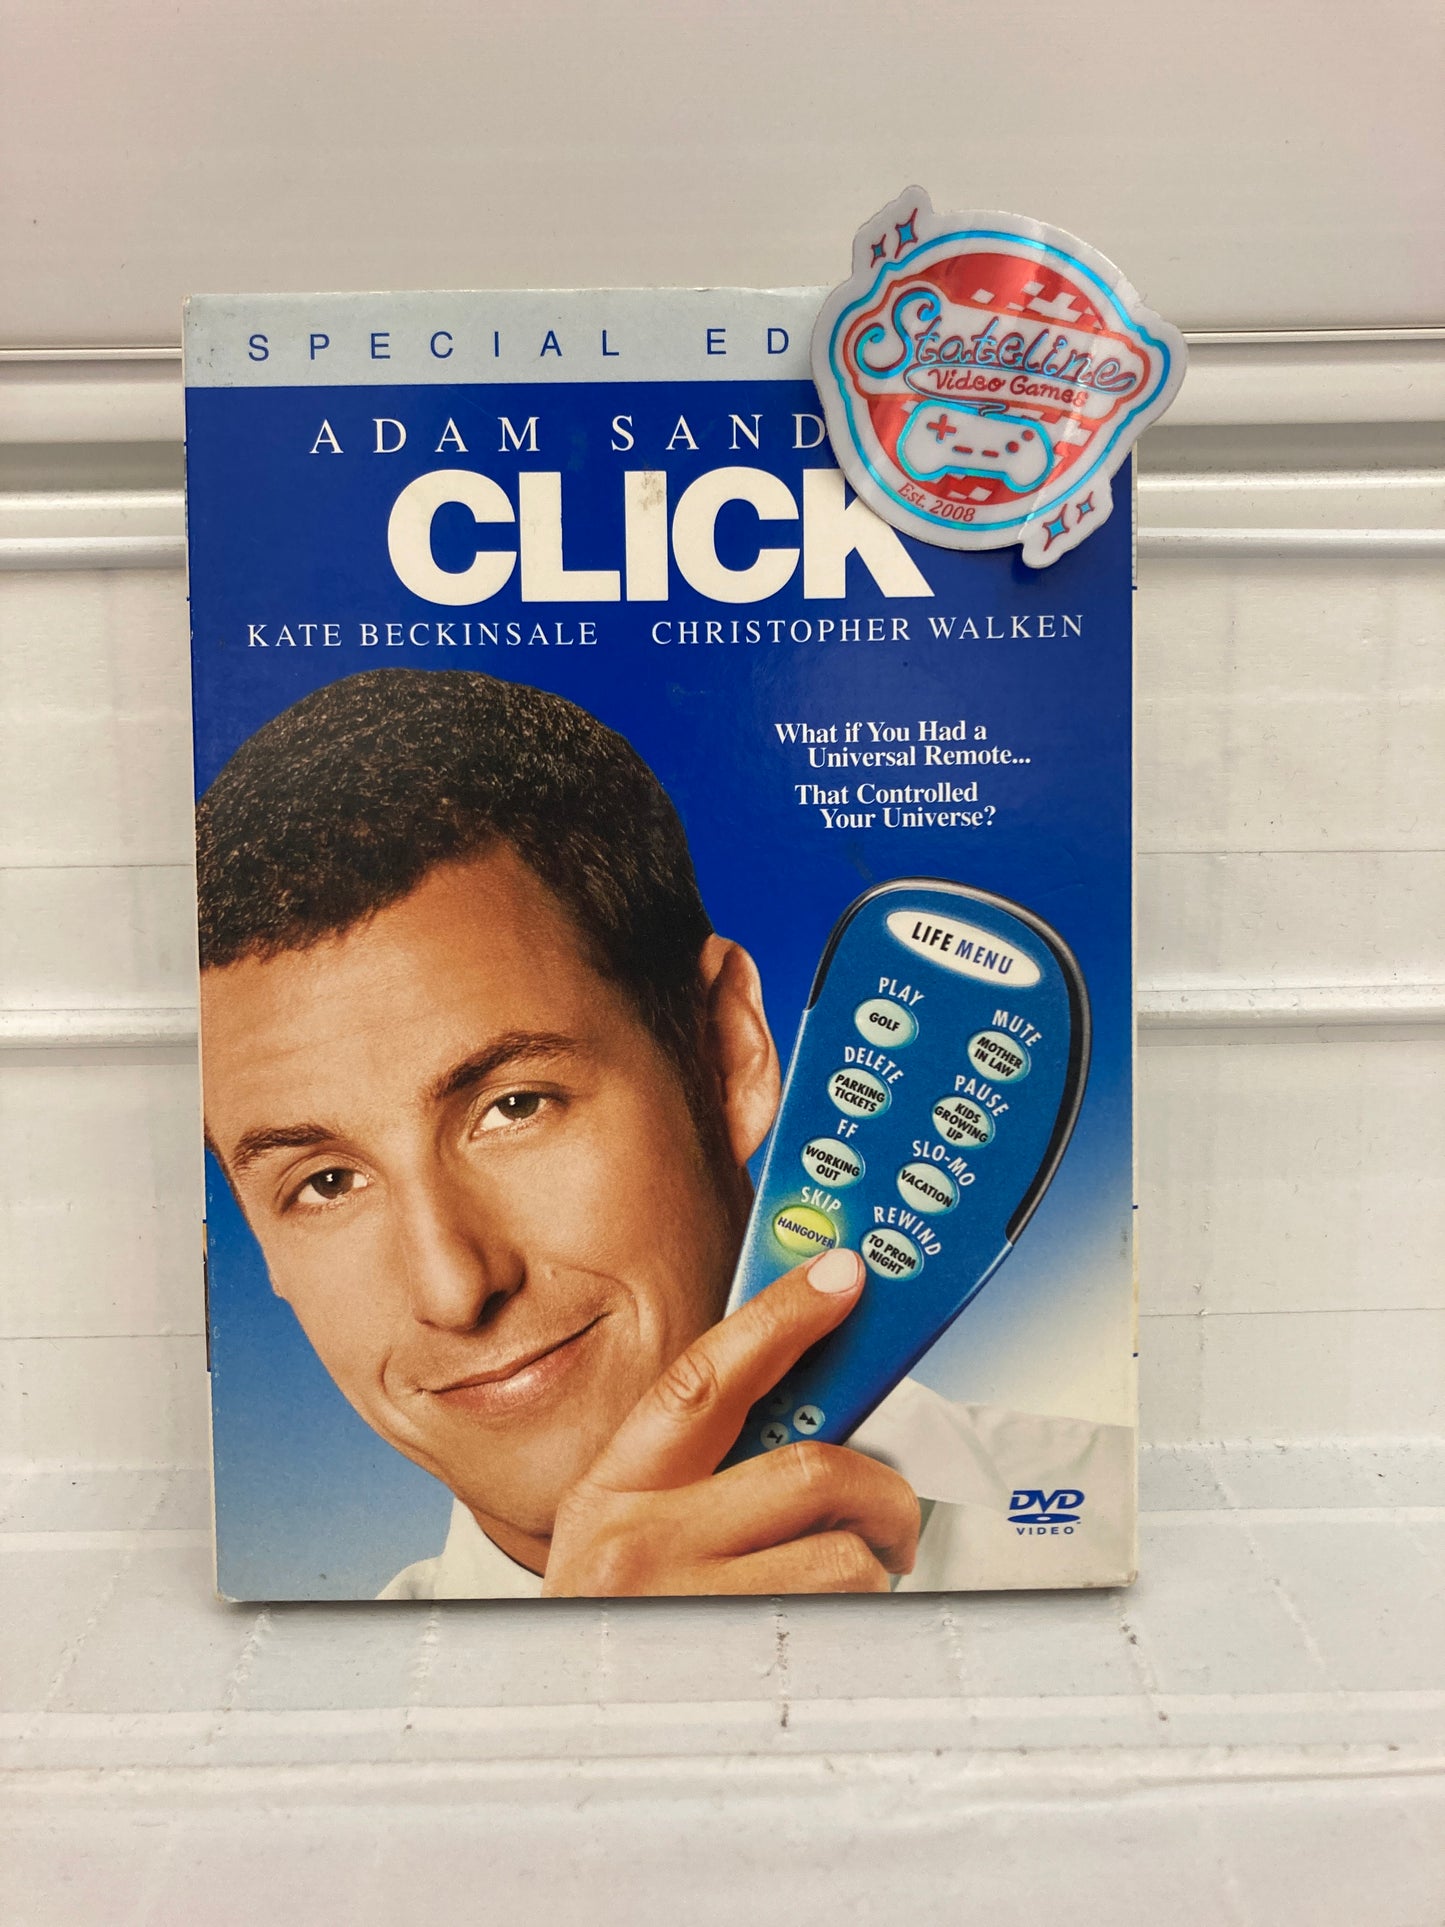 SPECIAL ED
Stateline
Video Games
Est. 2008
ADAM SAND
CLICK
KATE BECKINSALE CHRISTOPHER WALKEN
What if You Had a
Universal Remote...
That Controlled
Your Universe?
LIFE MENU
PLAY
GOLF
MUTE
MOTHER
IN LAW
DELETE
PARKING
TICKETS
PAUSE
KIDS
GROWING
UP
FF
WORKING
OUT
SLO-MO
VACATION
SKIP
HANGOVER
REWIND
TO PROM
NIGHT
DVD
VIDEO